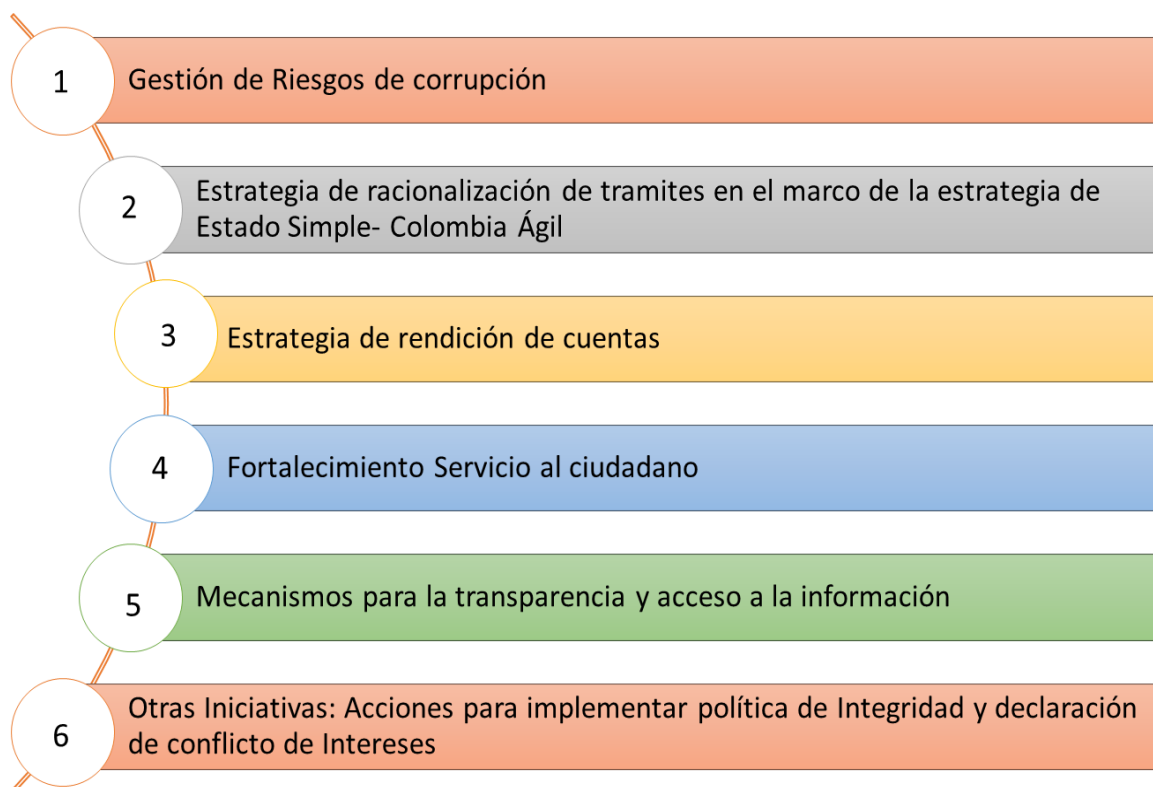 1
Gestión de Riesgos de corrupción
2
Estrategia de racionalización de tramites en el marco de la estrategia de
Estado Simple- Colombia Ágil
3
Estrategia de rendición de cuentas
4
Fortalecimiento Servicio al ciudadano
5
Mecanismos para la transparencia y acceso a la información
6
Otras Iniciativas: Acciones para implementar política de Integridad y declaración
de conflicto de Intereses